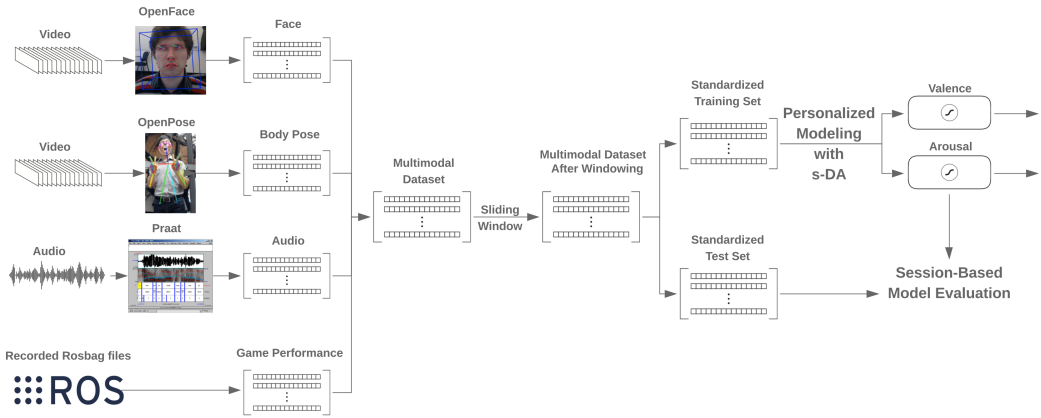 OpenFace
Video
Face
OpenPose
Video
Body Pose
Praat
Audio
Audio
Recorded Rosbag files
ROS
Game Performance
Multimodal
Dataset
Sliding
Window
Multimodal Dataset
After Windowing
Standardized
Training Set
Standardized
Test Set
Personalized
Modeling
with
s-DA
Valence
Arousal
Session-Based
Model Evaluation